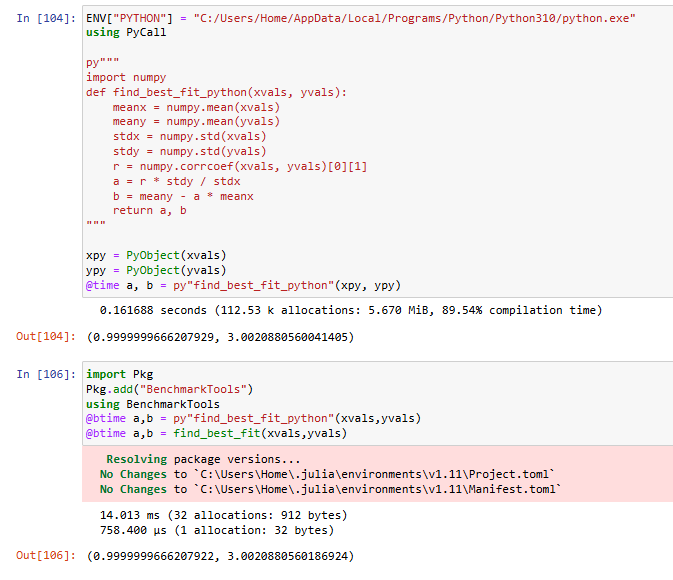 In [104]: ENV["PYTHON"] = "C:/Users/Home/AppData/Local/Programs/Python/Python310/python.exe"
using PyCall

py"""
import numpy
def find_best_fit_python(xvals, yvals):
    meanx = numpy.mean(xvals)
    meany = numpy.mean(yvals)
    stdx = numpy.std(xvals)
    stdy = numpy.std(yvals)
    r = numpy.corrcoef(xvals, yvals)[0][1]
    a = r * stdy / stdx
    b = meany - a * meanx
    return a, b
"""

xpy = PyObject(xvals)
ypy = PyObject(yvals)
@time a, b = py"find_best_fit_python"(xpy, ypy)
0.161688 seconds (112.53 k allocations: 5.670 MiB, 89.54% compilation time)
Out[104]: (0.9999999666207929, 3.0020880560041405)
In [106]: import Pkg
Pkg.add("BenchmarkTools")
using BenchmarkTools
@btime a,b = py"find_best_fit_python"(xvals,yvals)
@btime a,b = find_best_fit(xvals,yvals)
Resolving package versions...
No Changes to `C:\Users\Home\.julia\environments\v1.11\Project.toml`
No Changes to `C:\Users\Home\.julia\environments\v1.11\Manifest.toml`
14.013 ms (32 allocations: 912 bytes)
758.400 μs (1 allocation: 32 bytes)
Out[106]: (0.9999999666207922, 3.0020880560186924)